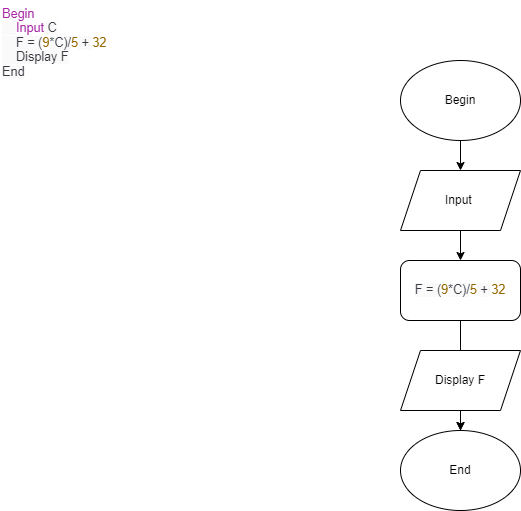 Begin
Input C
F = (9*C)/5 + 32
Display F
End
Begin
Input
F = (9*C)/5 + 32
Display F
End